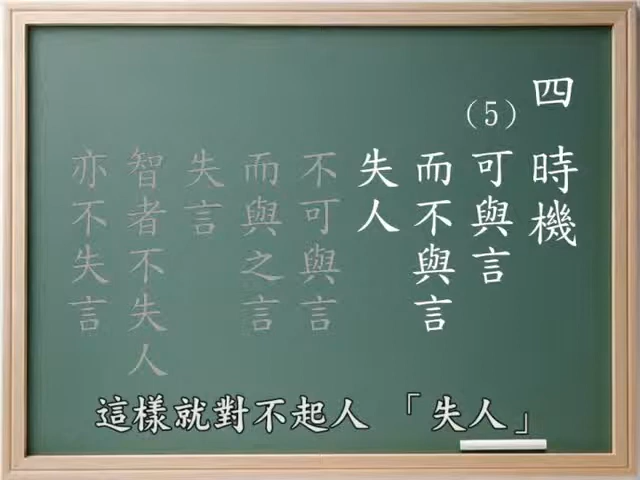 四 時機
（5）
可與言
而不與言
失人
不可與言
而與之言
失言
智者不失人
亦不失言
這樣就對不起人 「失人」